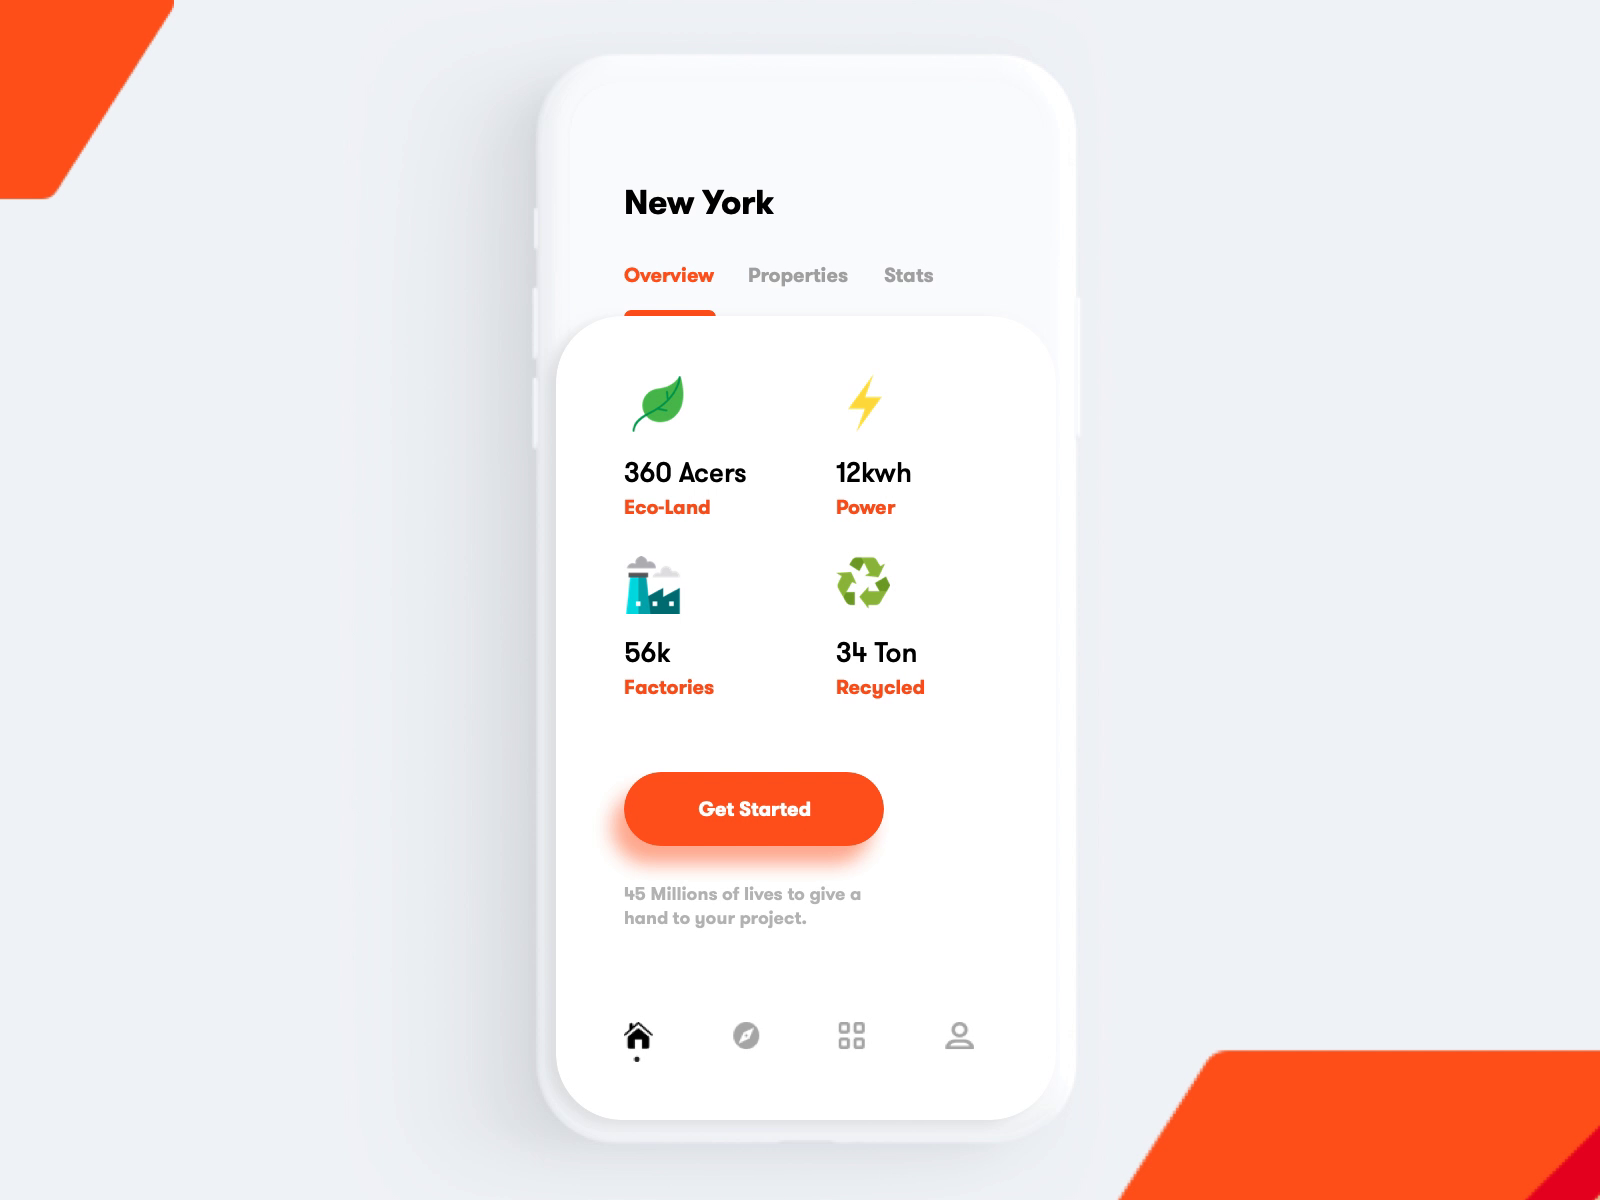 New York
Overview Properties Stats
360 Acers 12kwh
Eco-Land Power
56k 34 Ton
Factories Recycled
Get Started
45 Millions of lives to give a
hand to your project.